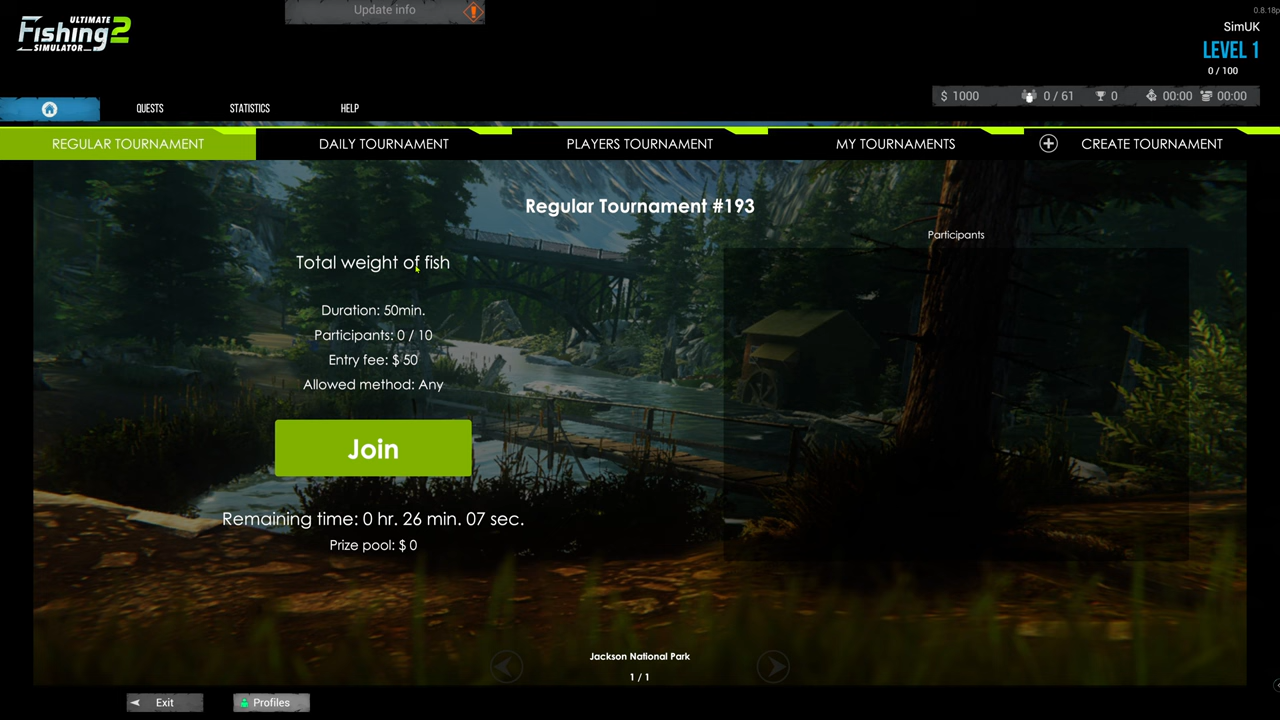 Update info
0.8.18p
ULTIMATE
Fishing 2
SIMULATOR
SimUK
LEVEL 1
0 / 100
$ 1000
0 / 61
0
00:00
00:00
QUESTS
STATISTICS
HELP
REGULAR TOURNAMENT
DAILY TOURNAMENT
PLAYERS TOURNAMENT
MY TOURNAMENTS
CREATE TOURNAMENT
Regular Tournament #193
Participants
Total weight of fish
Duration: 50min.
Participants: 0 / 10
Entry fee: $ 50
Allowed method: Any
Join
Remaining time: 0 hr. 26 min. 07 sec.
Prize pool: $ 0
Jackson National Park
1 / 1
Exit
Profiles